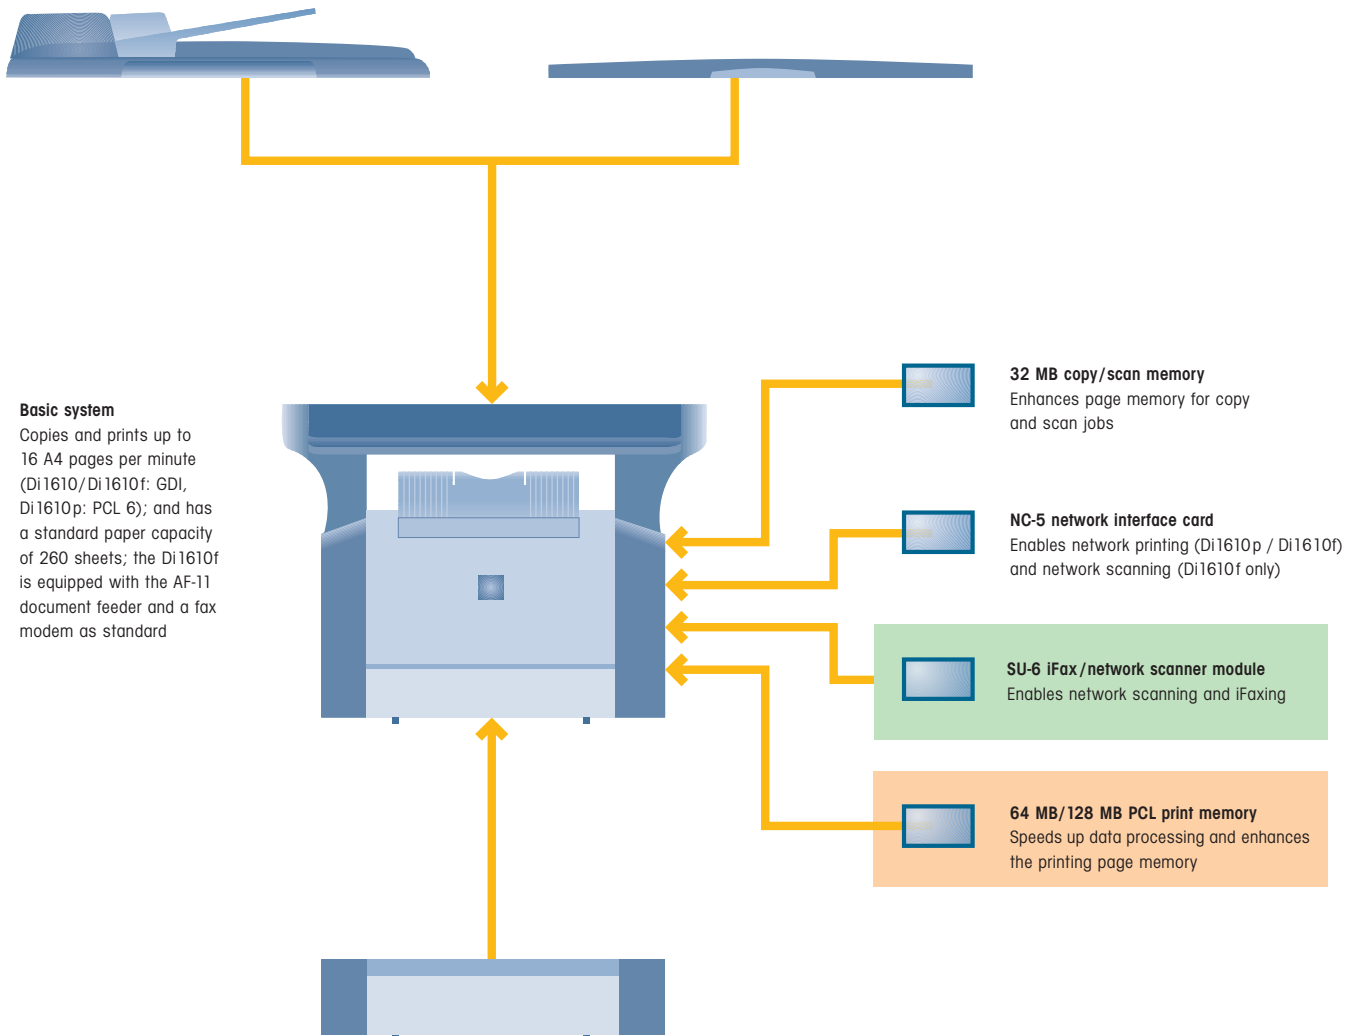 Basic system
Copies and prints up to
16 A4 pages per minute
(Di1610/Di1610f: GDI,
Di1610p: PCL 6); and has
a standard paper capacity
of 260 sheets; the Di1610f
is equipped with the AF-11
document feeder and a fax
modem as standard
32 MB copy/scan memory
Enhances page memory for copy
and scan jobs
NC-5 network interface card
Enables network printing (Di1610p / Di1610f)
and network scanning (Di1610f only)
SU-6 iFax/network scanner module
Enables network scanning and iFaxing
64 MB/128 MB PCL print memory
Speeds up data processing and enhances
the printing page memory